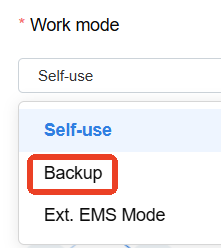 * Work mode
Self-use
Self-use
Backup
Ext. EMS Mode